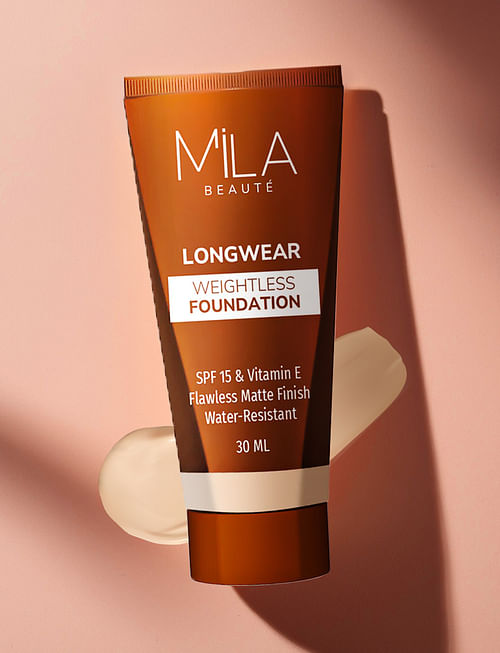 MiLA
BEAUTÉ
LONGWEAR
WEIGHTLESS
FOUNDATION
SPF 15 & Vitamin E
Flawless Matte Finish
Water-Resistant
30 ML